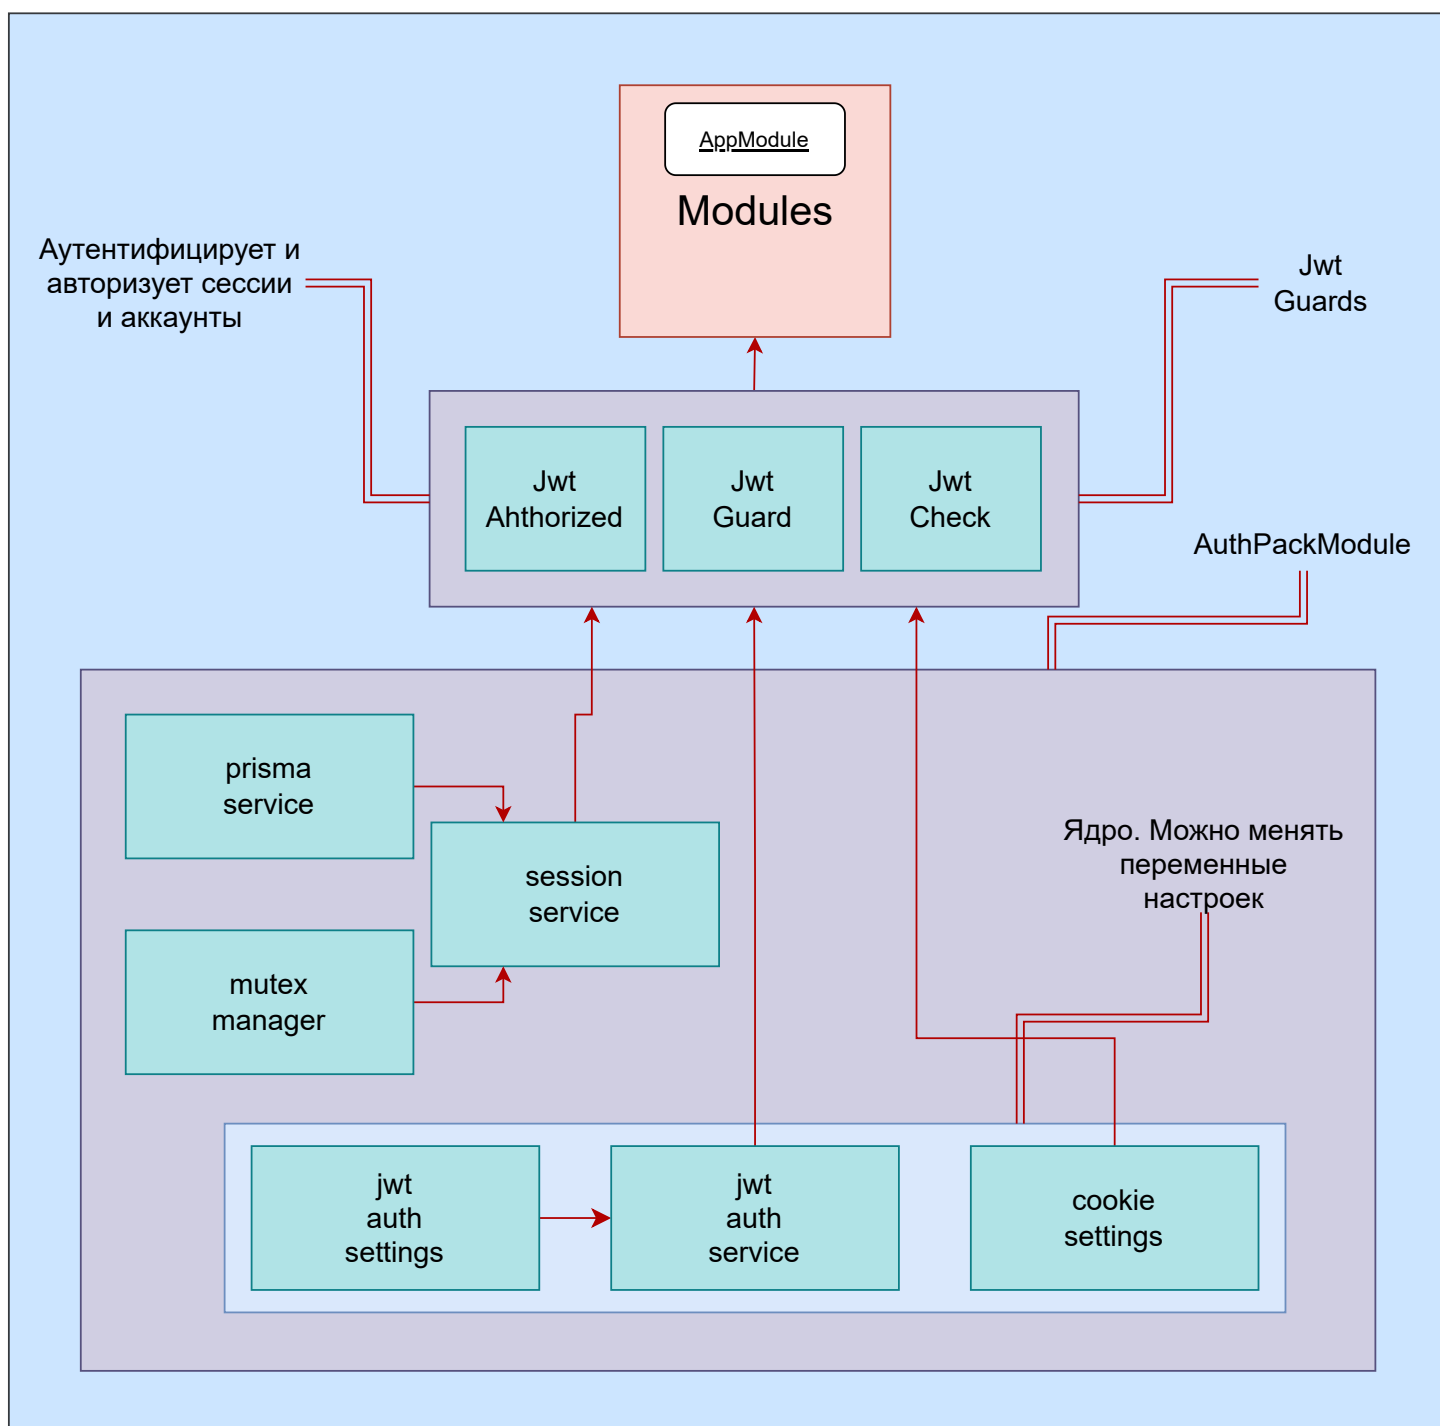 AppModule
Modules
Аутентифицирует и
авторизует сессии
и аккаунты
Jwt
Guards
Jwt
Ahthorized
Jwt
Guard
Jwt
Check
AuthPackModule
prisma
service
session
service
mutex
manager
Ядро. Можно менять
переменные
настроек
jwt
auth
settings
jwt
auth
service
cookie
settings